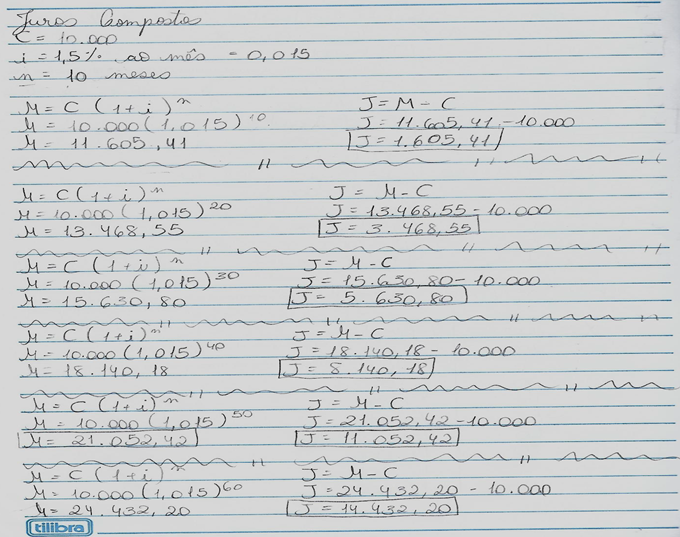 Juros Compostos
C = 10.000
i = 1,5% ao mês = 0,015
n = 10 meses
M = C (1+i)^n J = M - C
M = 10.000 (1,015)^10 J = 11.605,41 - 10.000
M = 11.605,41 J = 1.605,41
M = C (1+i)^n J = M - C
M = 10.000 (1,015)^20 J = 13.468,55 - 10.000
M = 13.468,55 J = 3.468,55
M = C (1+i)^n J = M - C
M = 10.000 (1,015)^30 J = 15.630,80 - 10.000
M = 15.630,80 J = 5.630,80
M = C (1+i)^n J = M - C
M = 10.000 (1,015)^40 J = 18.140,18 - 10.000
M = 18.140,18 J = 8.140,18
M = C (1+i)^n J = M - C
M = 10.000 (1,015)^50 J = 21.052,42 - 10.000
M = 21.052,42 J = 11.052,42
M = C (1+i)^n J = M - C
M = 10.000 (1,015)^60 J = 24.432,20 - 10.000
M = 24.432,20 J = 14.432,20
tilibra